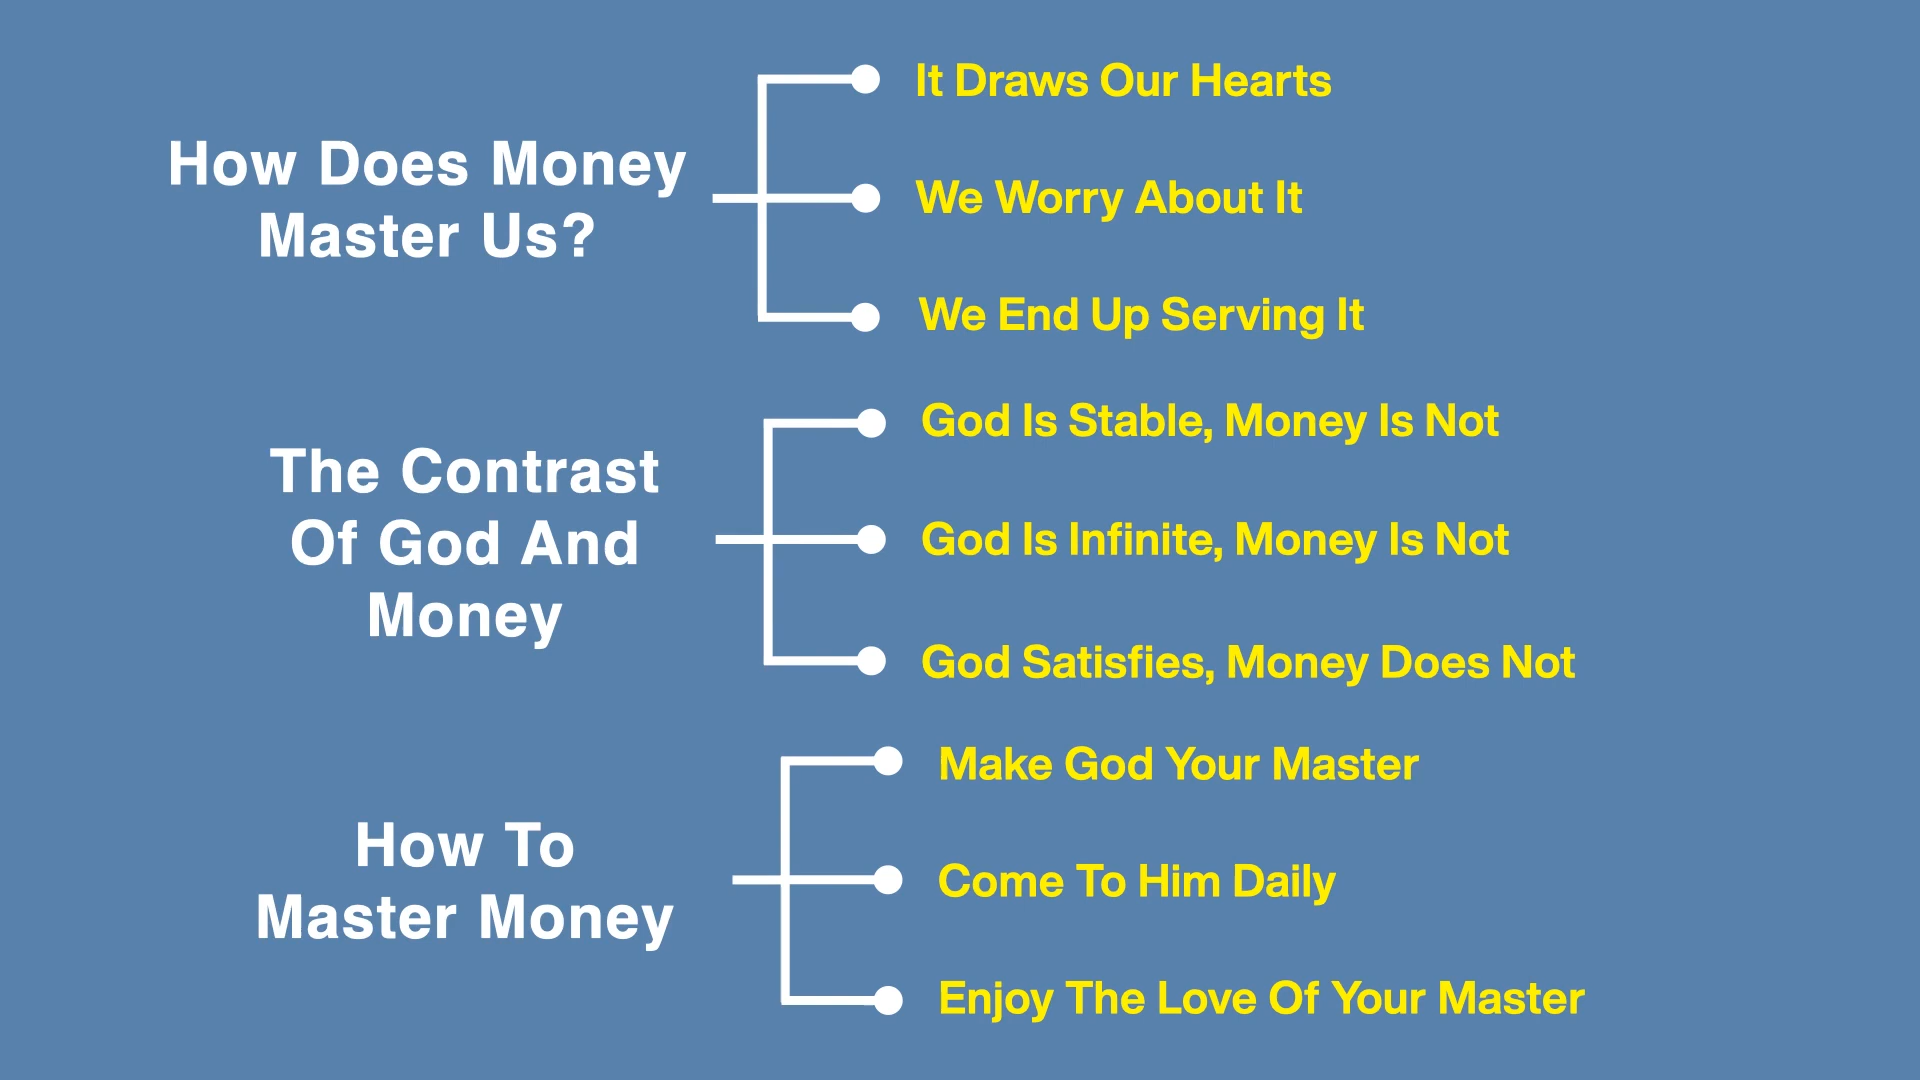 How Does Money
Master Us?
It Draws Our Hearts
We Worry About It
We End Up Serving It
The Contrast
Of God And
Money
God Is Stable, Money Is Not
God Is Infinite, Money Is Not
God Satisfies, Money Does Not
How To
Master Money
Make God Your Master
Come To Him Daily
Enjoy The Love Of Your Master